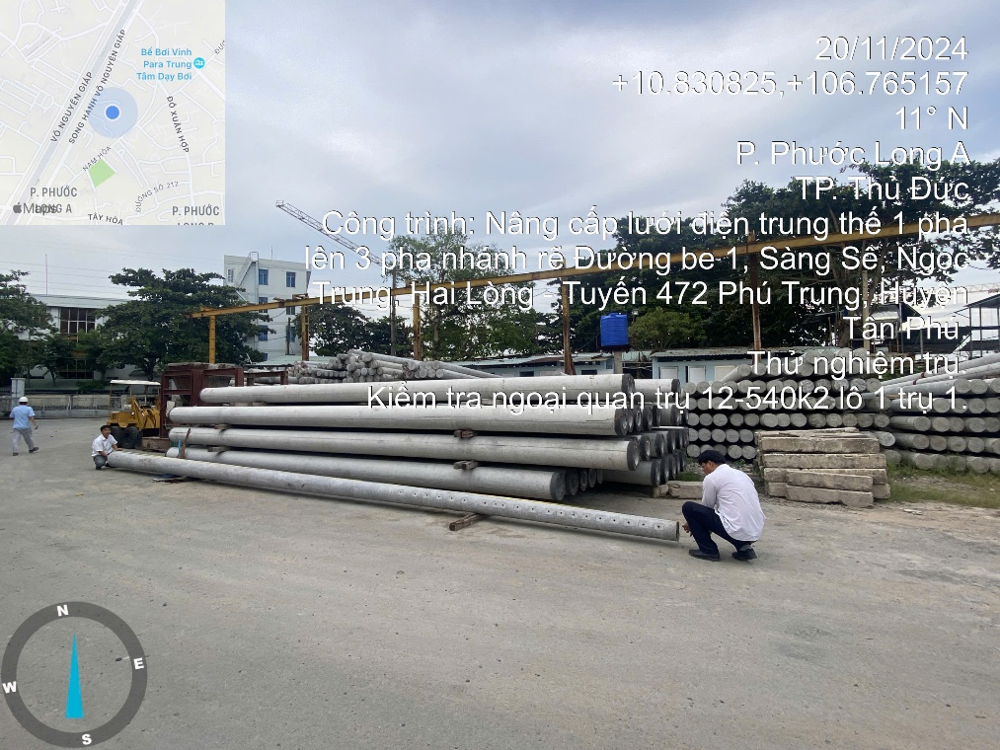 20/11/2024
+10.830825,+106.765157
11° N
P. Phước Long A
TP. Thủ Đức
Công trình: Nâng cấp lưới điện trung thế 1 pha
lên 3 pha nhánh rẽ Đường be 1, Sàng Sê, Ngọc
Trung, Hai Lòng - Tuyến 472 Phú Trung, Huyện
Tân Phú.
Thử nghiệm trụ.
Kiểm tra ngoại quan trụ 12-540k2 lô 1 trụ 1.
Bể Bơi Vinh
Para Trung
Tâm Dạy Bơi
VÕ NGUYÊN GIÁP
SONG HÀNH VÕ NGUYÊN GIÁP
ĐỖ XUÂN HỢP
NAM HÒA
ĐƯỜNG SỐ 212
P. PHƯỚC
LONG A
Maps
TÂY HÒA
P. PHƯỚC
N
E
W
S